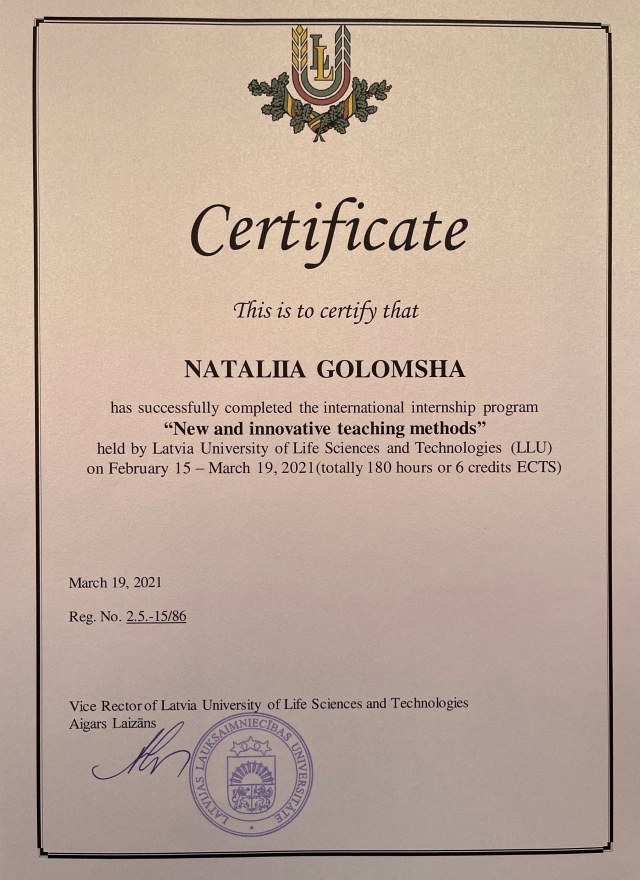 LL
Certificate
This is to certify that
NATALIIA GOLOMSHA
has successfully completed the international internship program
“New and innovative teaching methods”
held by Latvia University of Life Sciences and Technologies (LLU)
on February 15 – March 19, 2021(totally 180 hours or 6 credits ECTS)
March 19, 2021
Reg. No. 2.5.-15/86
Vice Rector of Latvia University of Life Sciences and Technologies
Aigars Laizāns
LATVIJAS LAUKSAIMNIECĪBAS UNIVERSITĀTE